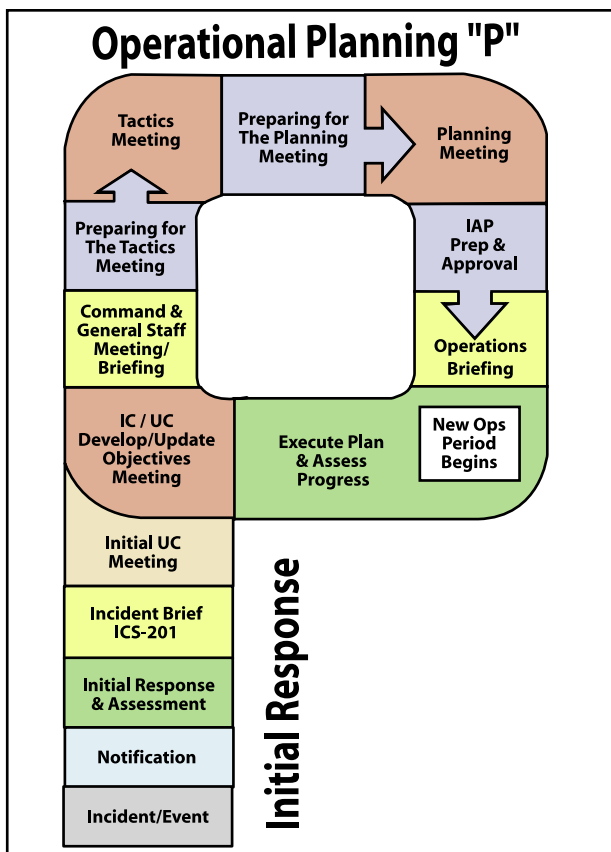 Operational Planning "P"
Tactics
Meeting
Preparing for
The Planning
Meeting
Planning
Meeting
Preparing for
The Tactics
Meeting
IAP
Prep &
Approval
Command &
General Staff
Meeting/
Briefing
Operations
Briefing
IC / UC
Develop/Update
Objectives
Meeting
Execute Plan
& Assess
Progress
New Ops
Period
Begins
Initial UC
Meeting
Incident Brief
ICS-201
Initial Response
& Assessment
Notification
Incident/Event
Initial Response